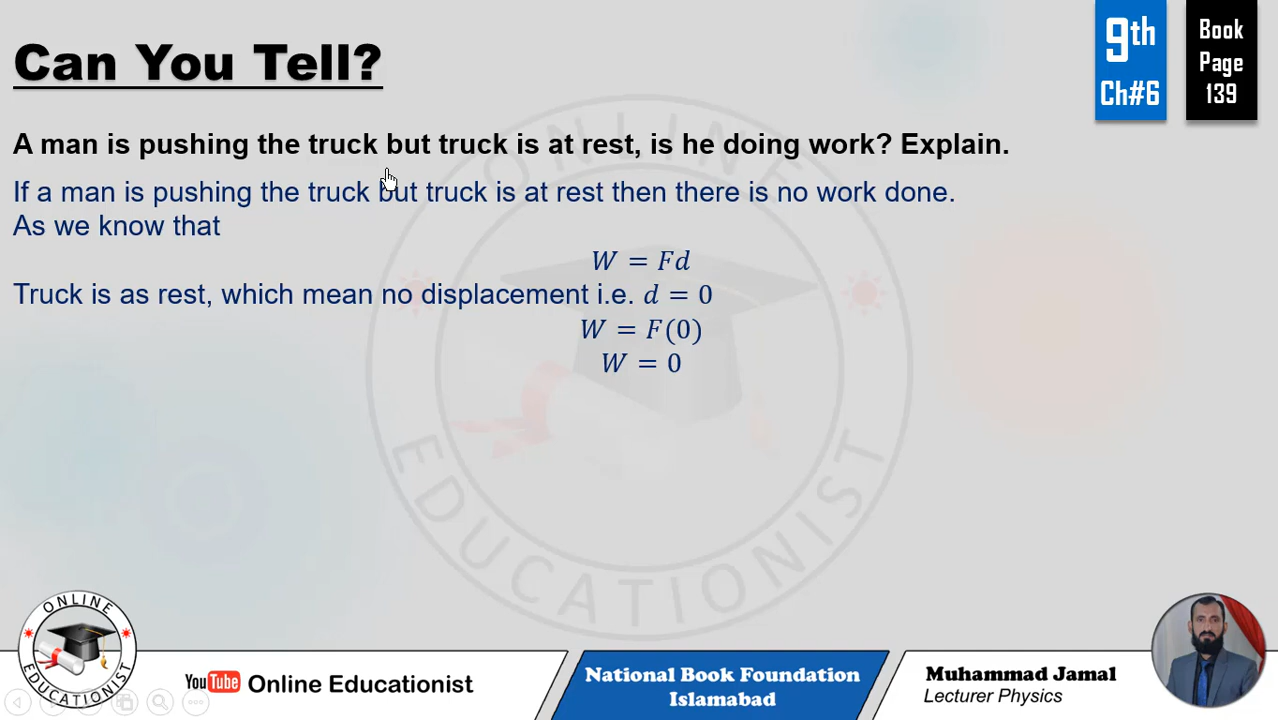 Can You Tell?
9th
Ch#6
Book
Page
139
A man is pushing the truck but truck is at rest, is he doing work? Explain.
If a man is pushing the truck but truck is at rest then there is no work done.
As we know that
W = Fd
Truck is as rest, which mean no displacement i.e. d = 0
W = F(0)
W = 0
ONLINE
EDUCATIONIST
ONLINE
EDUCATIONIST
YouTube Online Educationist
National Book Foundation
Islamabad
Muhammad Jamal
Lecturer Physics